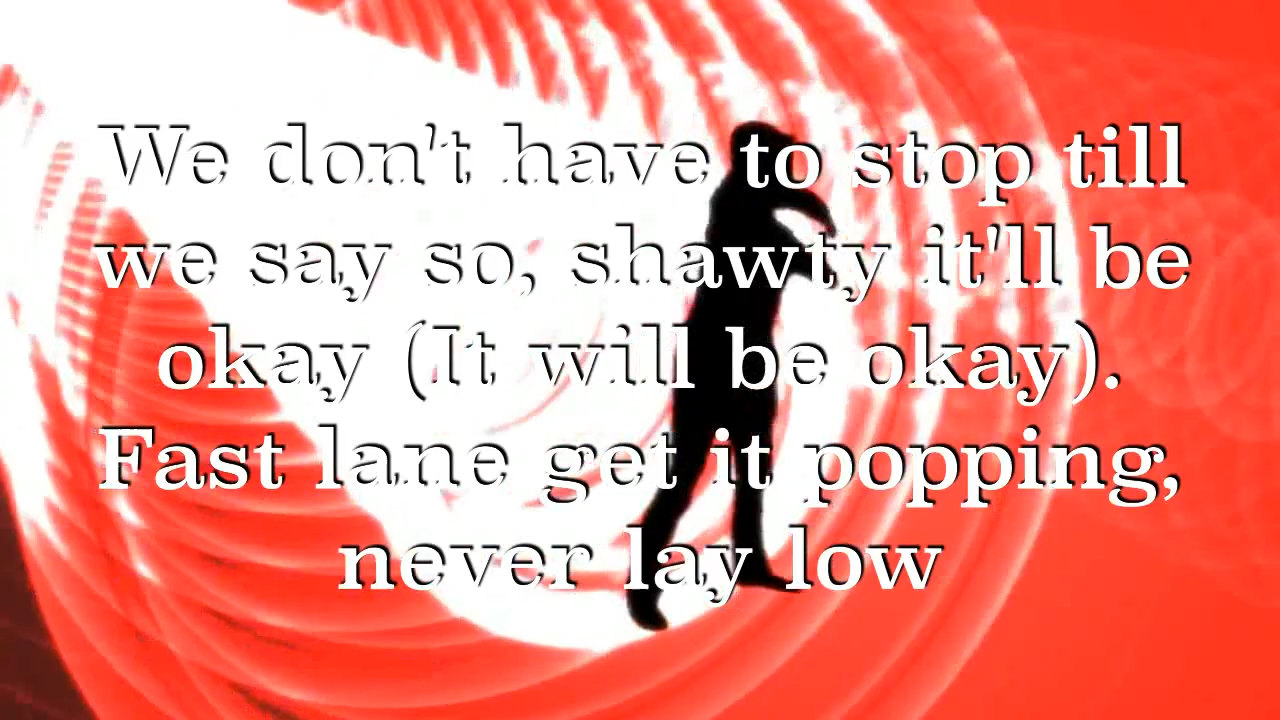 We don't have to stop till
we say so, shawty it'll be
okay (It will be okay).
Fast lane get it popping,
never lay low